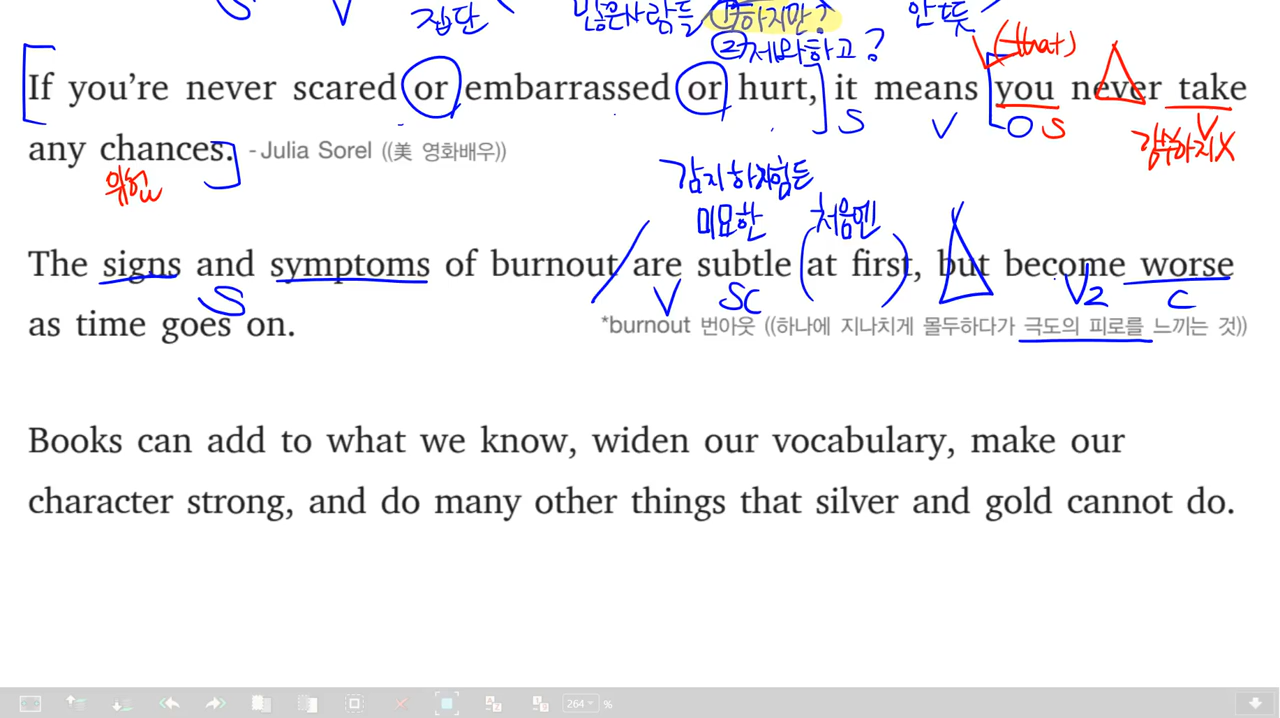 S V 집단 많은사람들 ①하지만? 안뜻
②제외하고?
(that)
If you're never scared or embarrassed or hurt, it means you never take
S V O S V
감수하지X
any chances. - Julia Sorel ((美 영화배우))
위험
감지하기힘든
미묘한 처음엔
The signs and symptoms of burnout are subtle at first, but become worse
S V SC V2 C
as time goes on. *burnout 번아웃 ((하나에 지나치게 몰두하다가 극도의 피로를 느끼는 것))
Books can add to what we know, widen our vocabulary, make our
character strong, and do many other things that silver and gold cannot do.
264 %